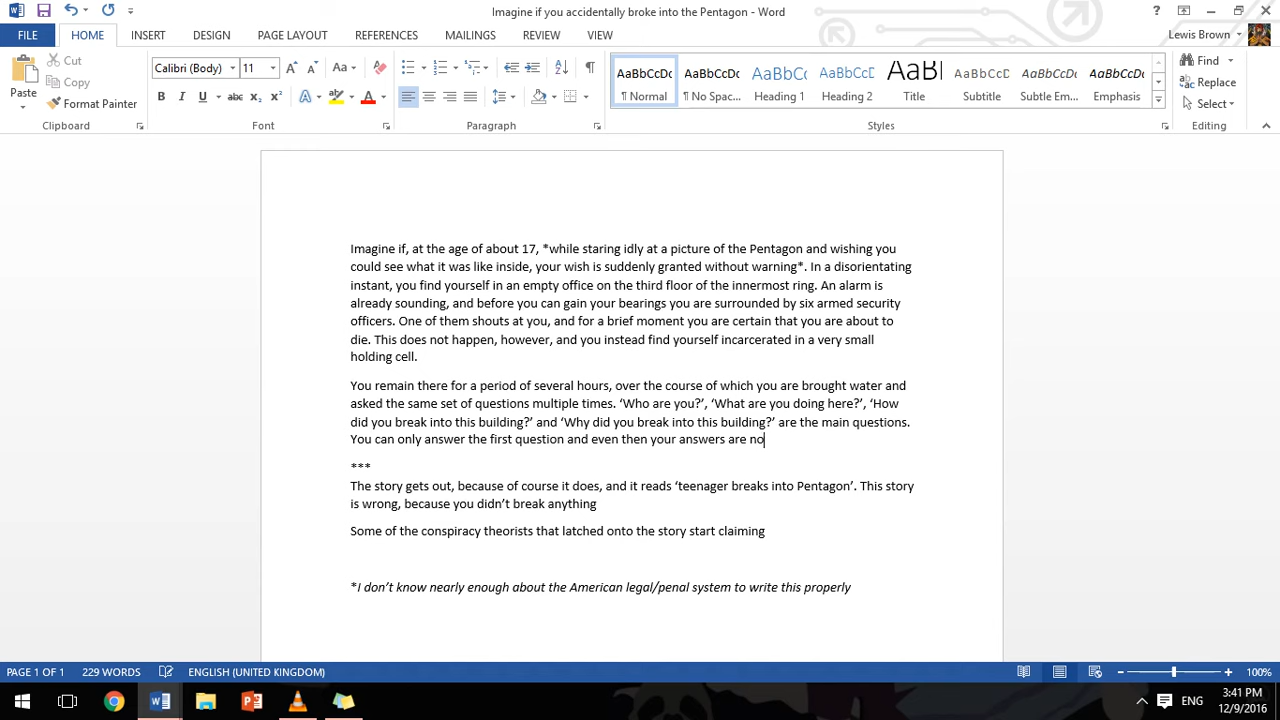 Imagine if you accidentally broke into the Pentagon - Word
Lewis Brown
FILE HOME INSERT DESIGN PAGE LAYOUT REFERENCES MAILINGS REVIEW VIEW
Paste
Cut
Copy
Format Painter
Calibri (Body) 11
AaBbCcDc AaBbCcDc AaBbCc AaBbCcC AaBl AaBbCcD AaBbCcDc AaBbCcDc
¶ Normal ¶ No Spac... Heading 1 Heading 2 Title Subtitle Subtle Em... Emphasis
Find
Replace
Select
Clipboard Font Paragraph Styles Editing
Imagine if, at the age of about 17, *while staring idly at a picture of the Pentagon and wishing you
could see what it was like inside, your wish is suddenly granted without warning*. In a disorientating
instant, you find yourself in an empty office on the third floor of the innermost ring. An alarm is
already sounding, and before you can gain your bearings you are surrounded by six armed security
officers. One of them shouts at you, and for a brief moment you are certain that you are about to
die. This does not happen, however, and you instead find yourself incarcerated in a very small
holding cell.
You remain there for a period of several hours, over the course of which you are brought water and
asked the same set of questions multiple times. ‘Who are you?’, ‘What are you doing here?’, ‘How
did you break into this building?’ and ‘Why did you break into this building?’ are the main questions.
You can only answer the first question and even then your answers are no
***
The story gets out, because of course it does, and it reads ‘teenager breaks into Pentagon’. This story
is wrong, because you didn’t break anything
Some of the conspiracy theorists that latched onto the story start claiming
*I don’t know nearly enough about the American legal/penal system to write this properly
PAGE 1 OF 1 229 WORDS ENGLISH (UNITED KINGDOM) 100%
ENG
3:41 PM
12/9/2016